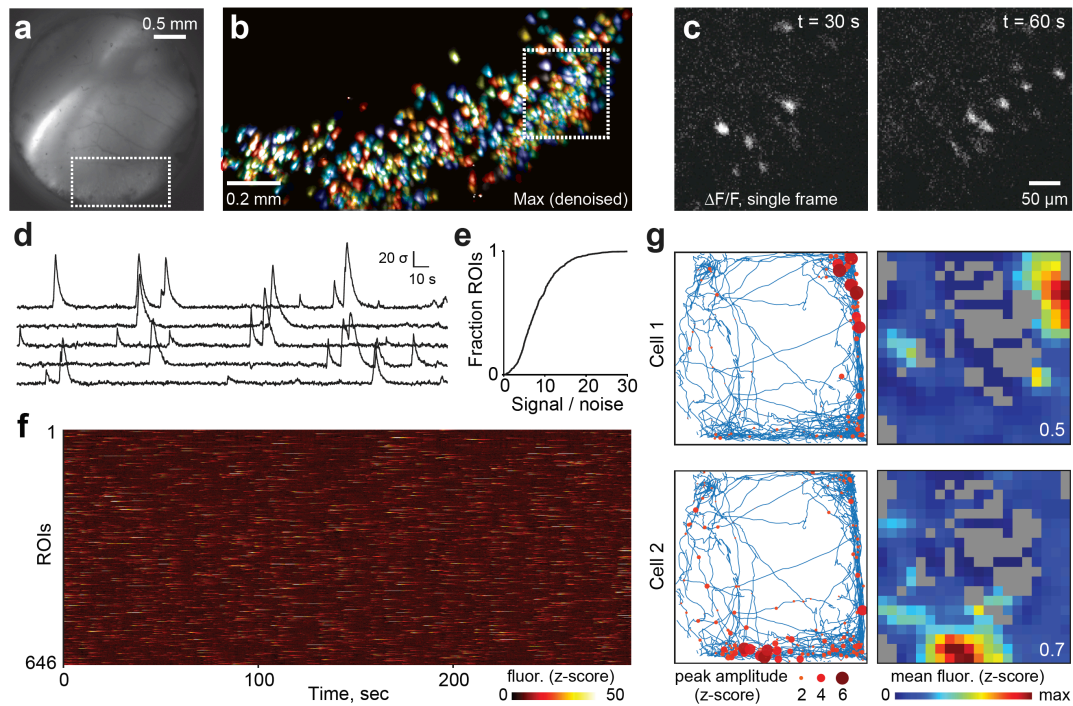 a
0.5 mm
b
0.2 mm
Max (denoised)
c
t = 30 s
t = 60 s
ΔF/F, single frame
50 µm
d
20 σ
10 s
e
Fraction ROIs
1
0
0
10
20
30
Signal / noise
f
1
ROIs
646
0
100
200
Time, sec
fluor. (z-score)
0
50
g
Cell 1
0.5
Cell 2
0.7
peak amplitude
(z-score)
2
4
6
mean fluor. (z-score)
0
max